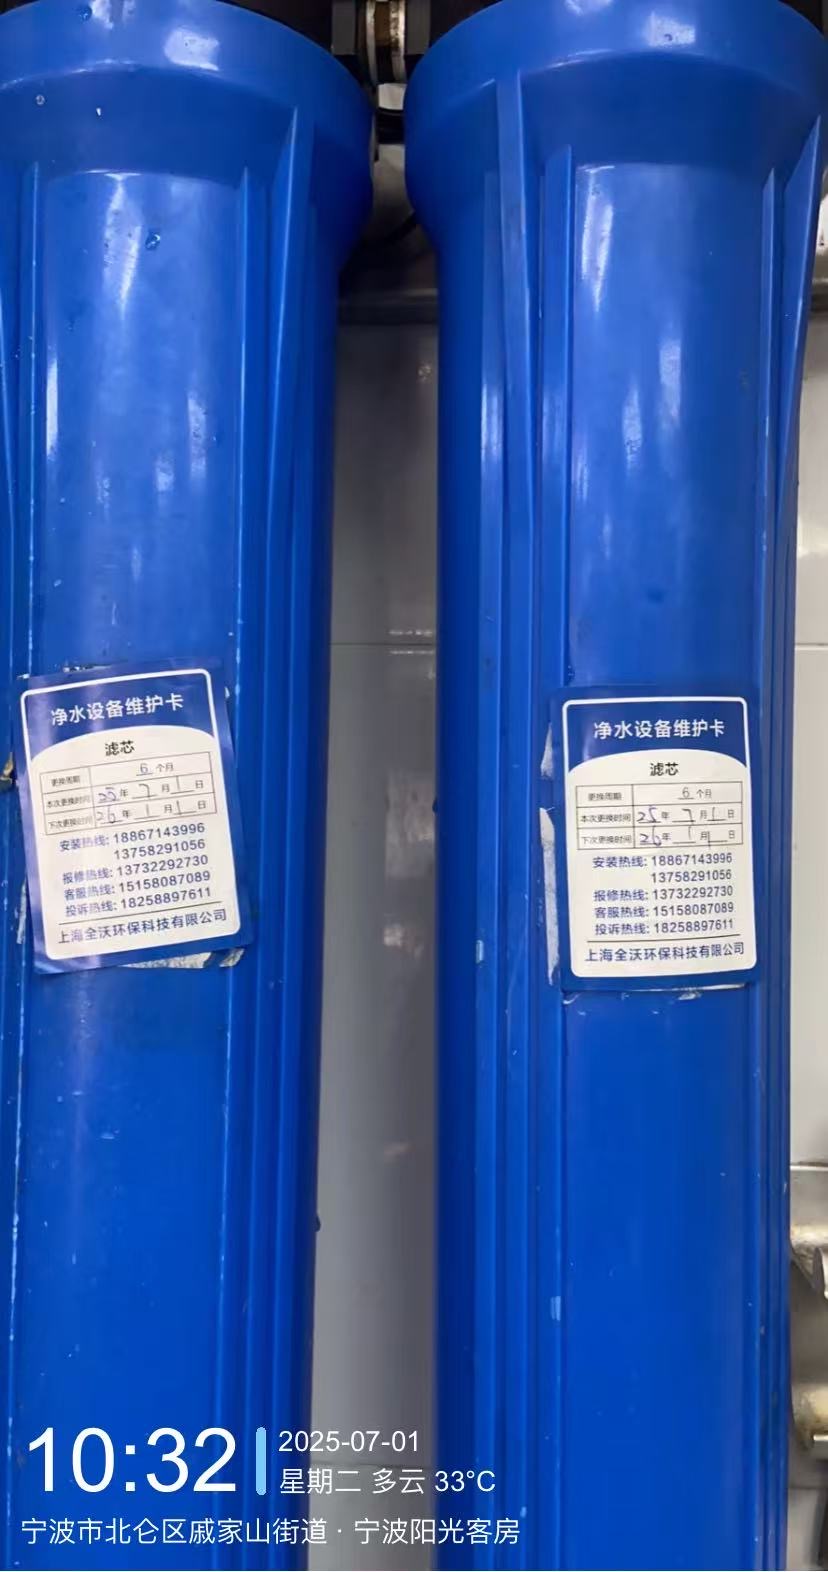 净水设备维护卡
滤芯
更换周期 6 个月
本次更换时间 25 年 7 月 1 日
下次更换时间 26 年 1 月 1 日
安装热线: 18867143996
13758291056
报修热线: 13732292730
客服热线: 15158087089
投诉热线: 18258897611
上海全沃环保科技有限公司
净水设备维护卡
滤芯
更换周期 6 个月
本次更换时间 25 年 7 月 1 日
下次更换时间 26 年 1 月 1 日
安装热线: 18867143996
13758291056
报修热线: 13732292730
客服热线: 15158087089
投诉热线: 18258897611
上海全沃环保科技有限公司
10:32
2025-07-01
星期二 多云 33°C
宁波市北仑区戚家山街道 · 宁波阳光客房